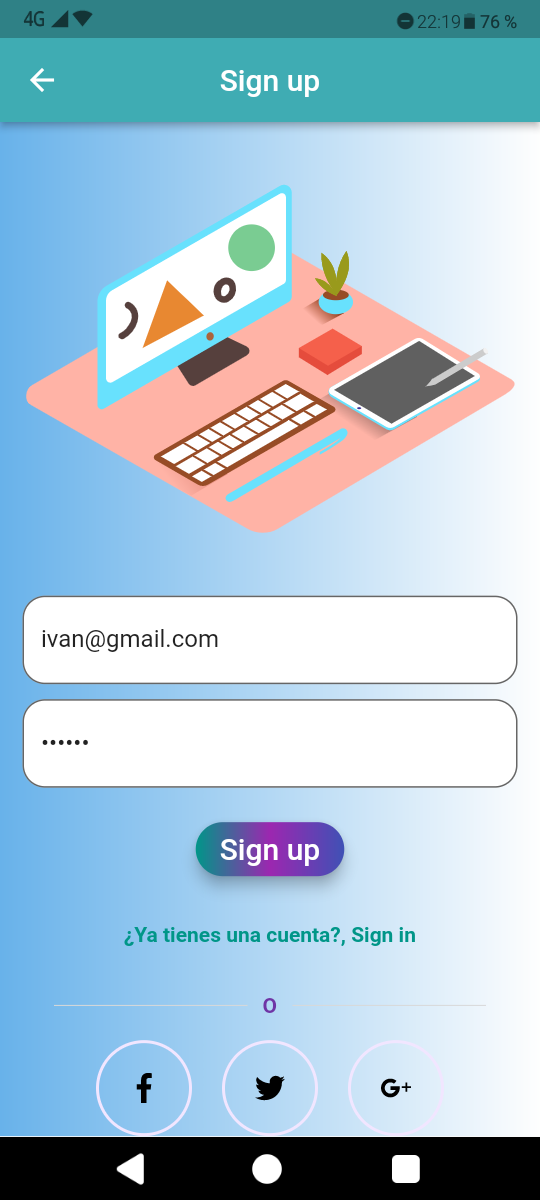 4G 22:19 76 %
Sign up
ivan@gmail.com
••••••
Sign up
¿Ya tienes una cuenta?, Sign in
O
f
G+